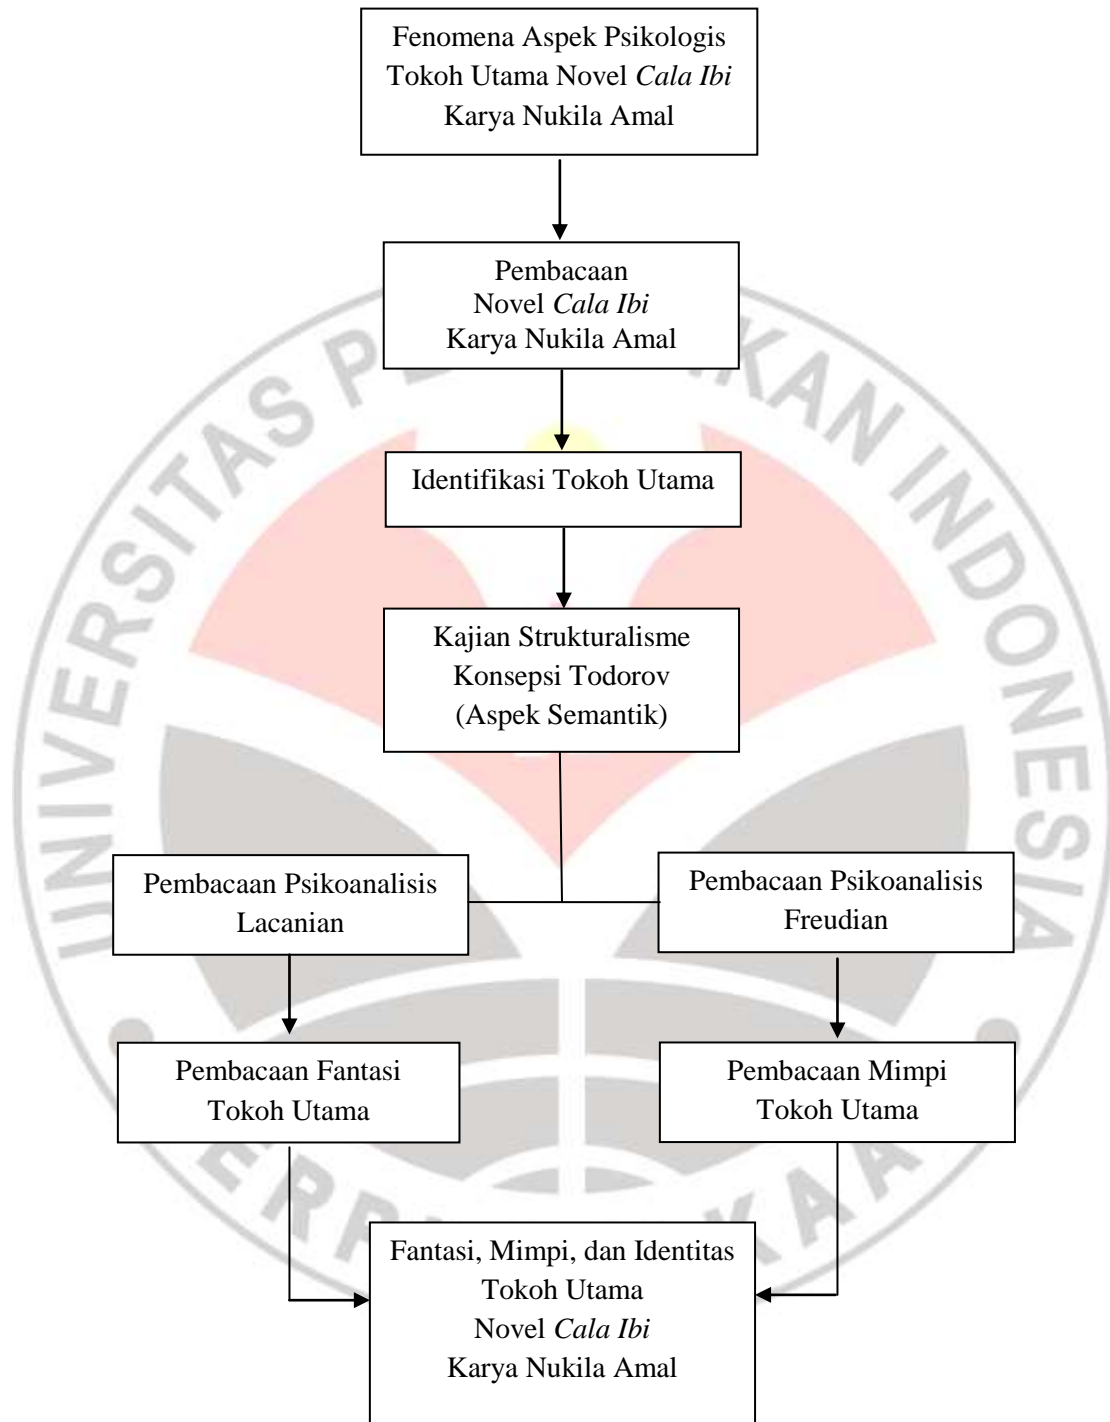 Fenomena Aspek Psikologis
Tokoh Utama Novel Cala Ibi
Karya Nukila Amal
Pembacaan
Novel Cala Ibi
Karya Nukila Amal
Identifikasi Tokoh Utama
Kajian Strukturalisme
Konsepsi Todorov
(Aspek Semantik)
Pembacaan Psikoanalisis
Lacanian
Pembacaan Psikoanalisis
Freudian
Pembacaan Fantasi
Tokoh Utama
Pembacaan Mimpi
Tokoh Utama
Fantasi, Mimpi, dan Identitas
Tokoh Utama
Novel Cala Ibi
Karya Nukila Amal
UNIVERSITAS INDONESIA